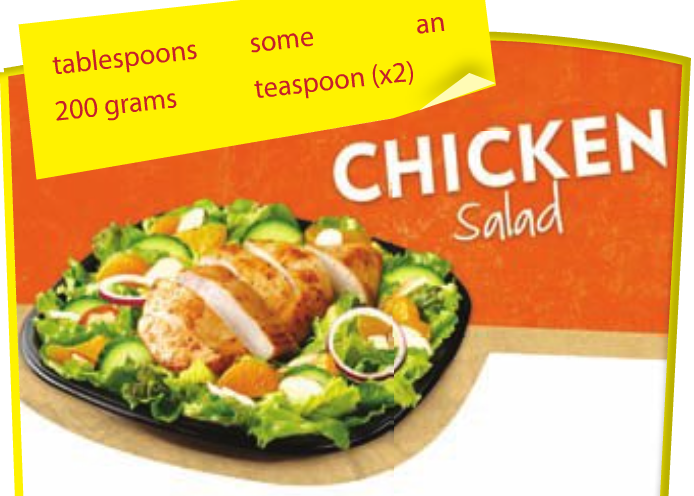 tablespoons some an
200 grams teaspoon (x2)
CHICKEN
Salad